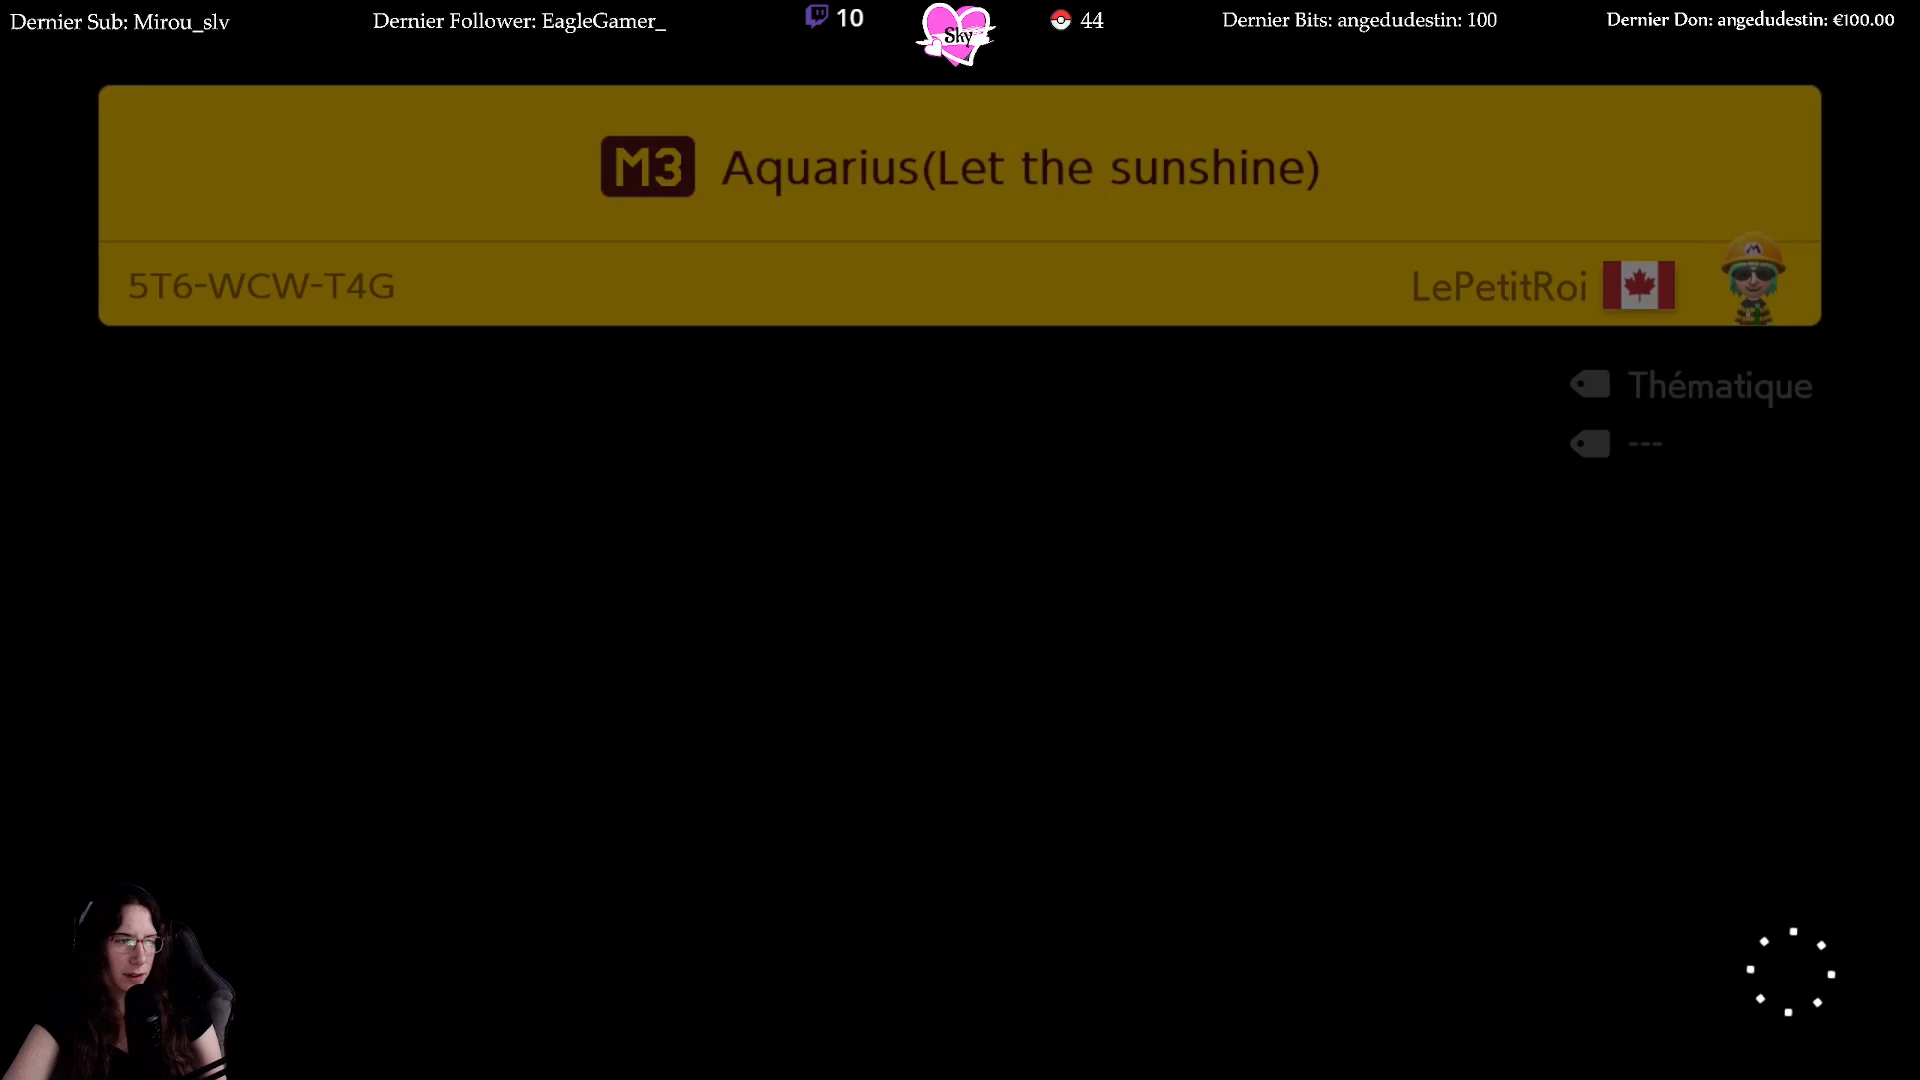 Dernier Sub: Mirou_slv
Dernier Follower: EagleGamer_
10
Sky
44
Dernier Bits: angedudestin: 100
Dernier Don: angedudestin: €100.00
M3 Aquarius(Let the sunshine)
5T6-WCW-T4G
LePetitRoi
M
Thématique
---